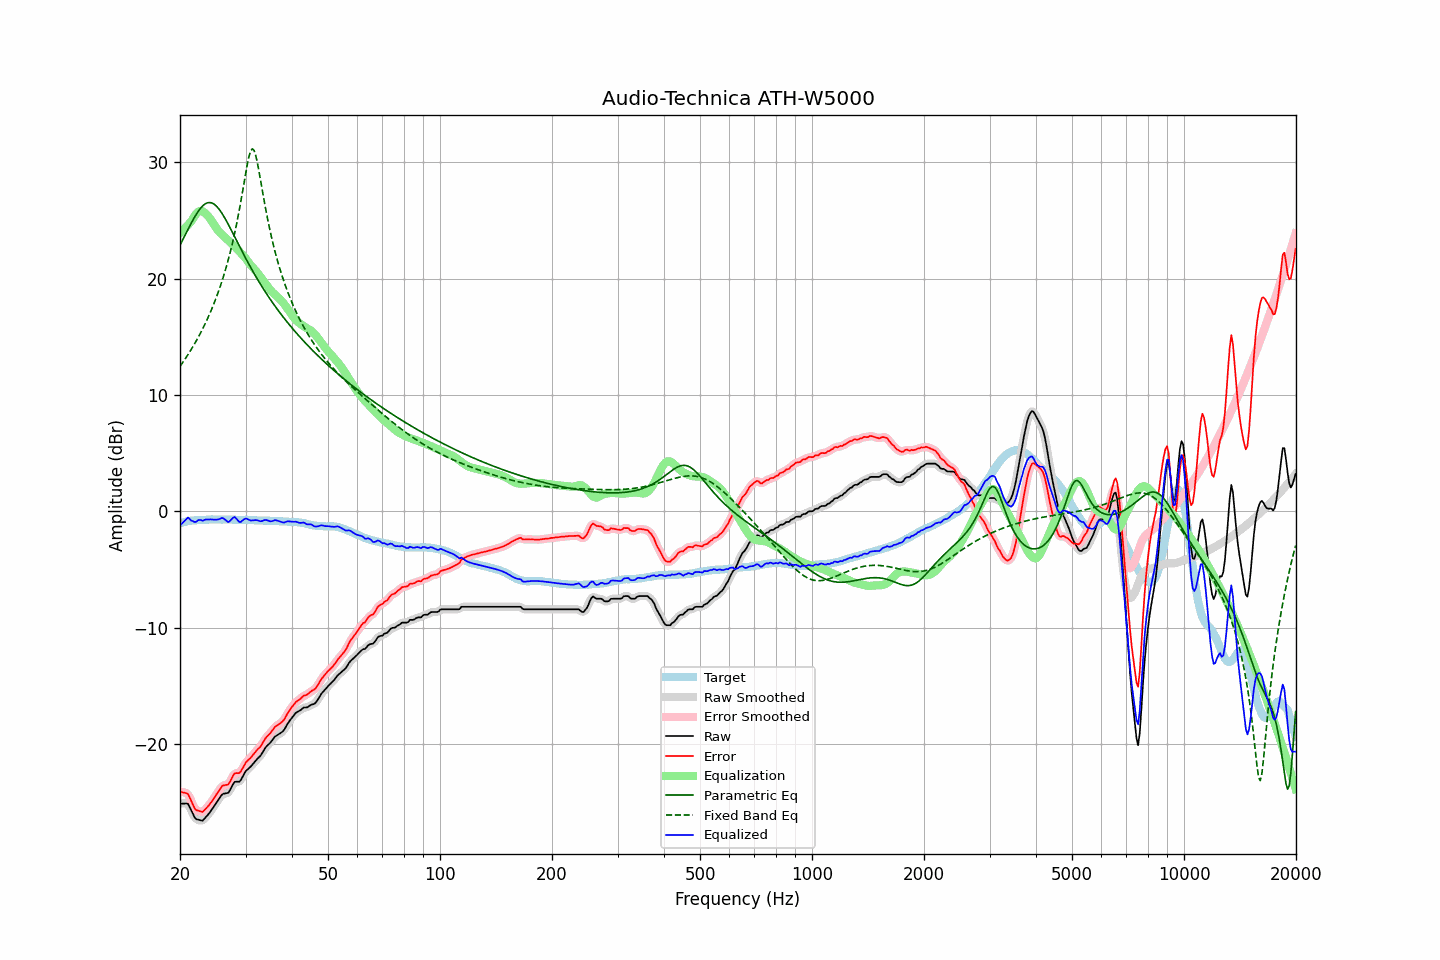 Audio-Technica ATH-W5000
Amplitude (dBr)
30
20
10
0
−10
−20
20
50
100
200
500
1000
2000
5000
10000
20000
Frequency (Hz)
Target
Raw Smoothed
Error Smoothed
Raw
Error
Equalization
Parametric Eq
Fixed Band Eq
Equalized